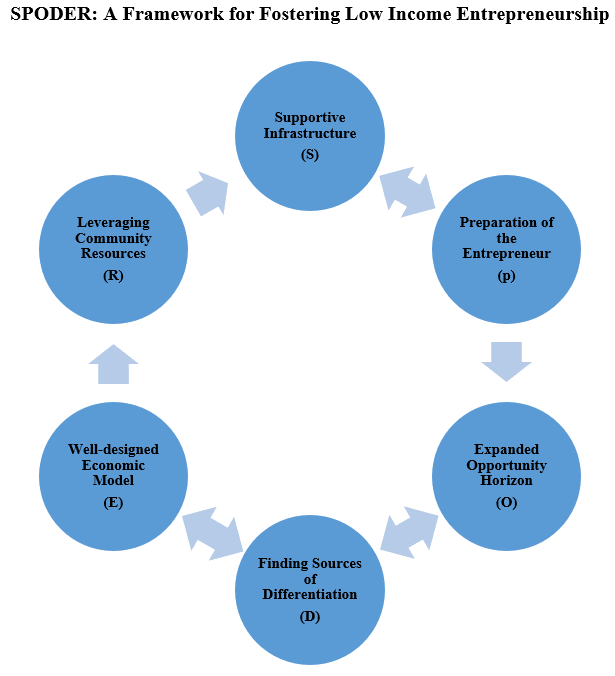 SPODER: A Framework for Fostering Low Income Entrepreneurship
Supportive
Infrastructure
(S)
Preparation of
the
Entrepreneur
(p)
Expanded
Opportunity
Horizon
(O)
Finding Sources
of
Differentiation
(D)
Well-designed
Economic
Model
(E)
Leveraging
Community
Resources
(R)